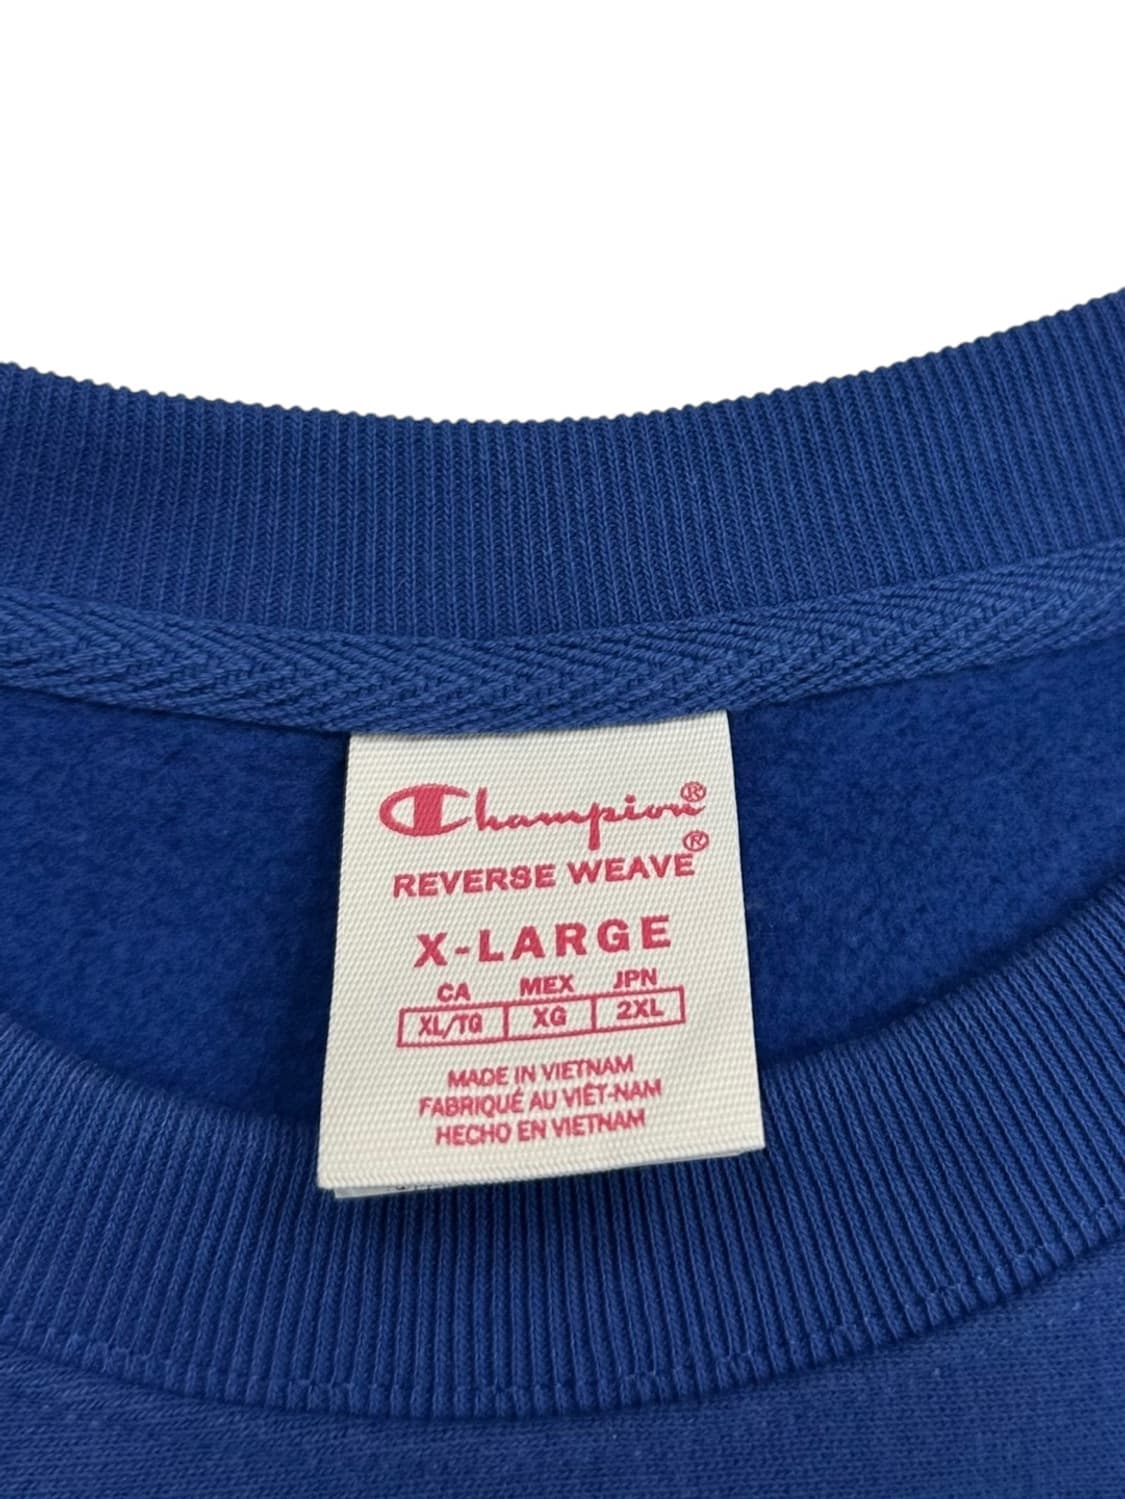 Champion®
REVERSE WEAVE®
X-LARGE
CA MEX JPN
XL/TG XG 2XL
MADE IN VIETNAM
FABRIQUÉ AU VIÊT-NAM
HECHO EN VIETNAM